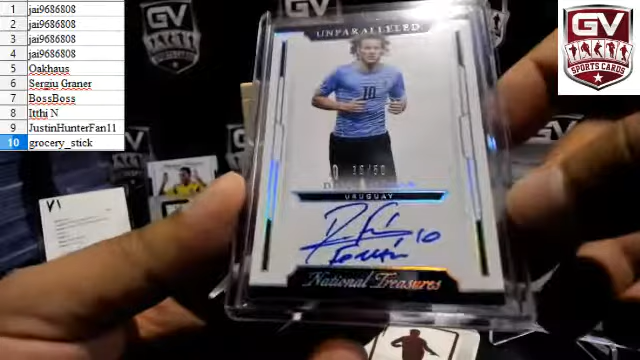 1 jai9686808
2 jai9686808
3 jai9686808
4 jai9686808
5 Oakhaus
6 Sergiu Graner
7 BossBoss
8 Itthi N
9 JustinHunterFan11
10 grocery_stick
GV
SPORTS CARDS
UNPARALLELED
10
/50
URUGUAY
10
National Treasures
VI